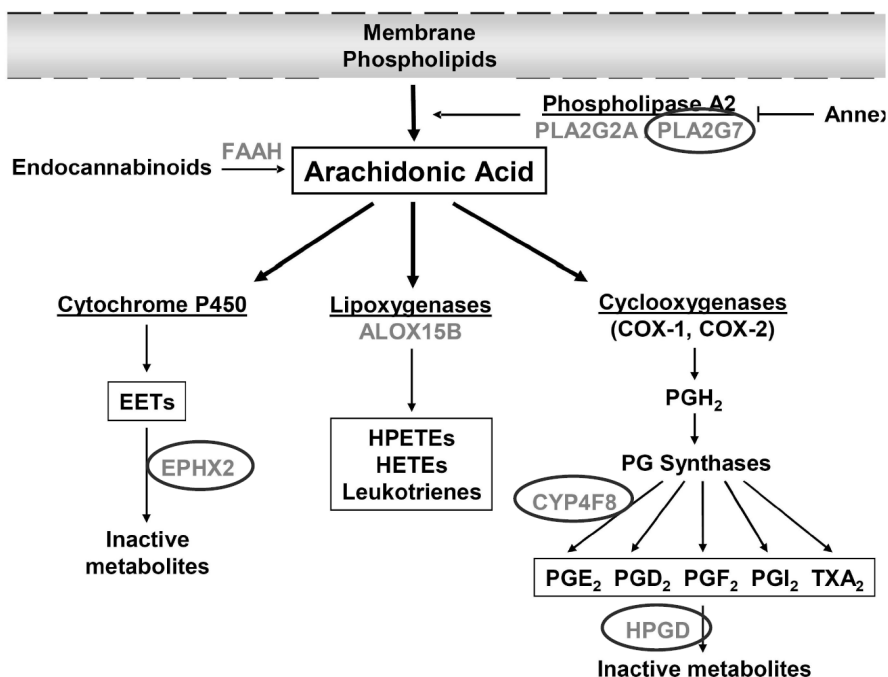 Membrane
Phospholipids
Phospholipase A2
PLA2G2A PLA2G7
Annex
FAAH
Endocannabinoids
Arachidonic Acid
Cytochrome P450
Lipoxygenases
ALOX15B
Cyclooxygenases
(COX-1, COX-2)
EETs
PGH₂
HPETEs
HETEs
Leukotrienes
EPHX2
PG Synthases
CYP4F8
Inactive
metabolites
PGE₂ PGD₂ PGF₂ PGI₂ TXA₂
HPGD
Inactive metabolites